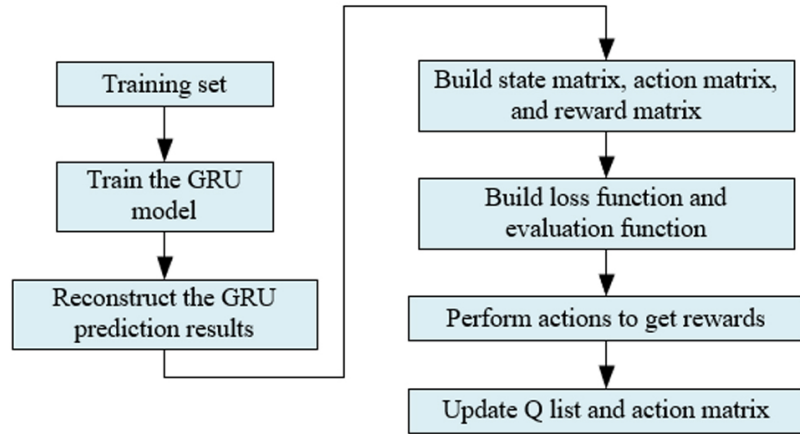 Training set
Train the GRU
model
Reconstruct the GRU
prediction results
Build state matrix, action matrix,
and reward matrix
Build loss function and
evaluation function
Perform actions to get rewards
Update Q list and action matrix